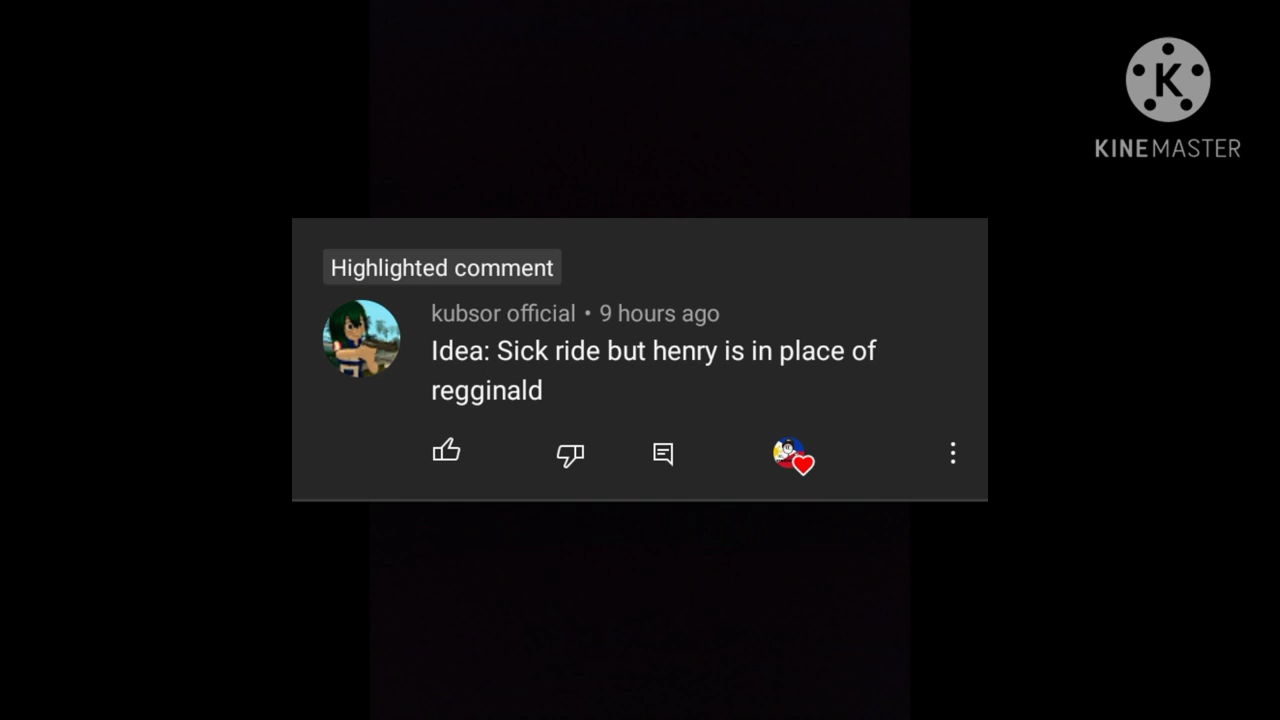 K
KINEMASTER
Highlighted comment
kubsor official • 9 hours ago
Idea: Sick ride but henry is in place of
regginald